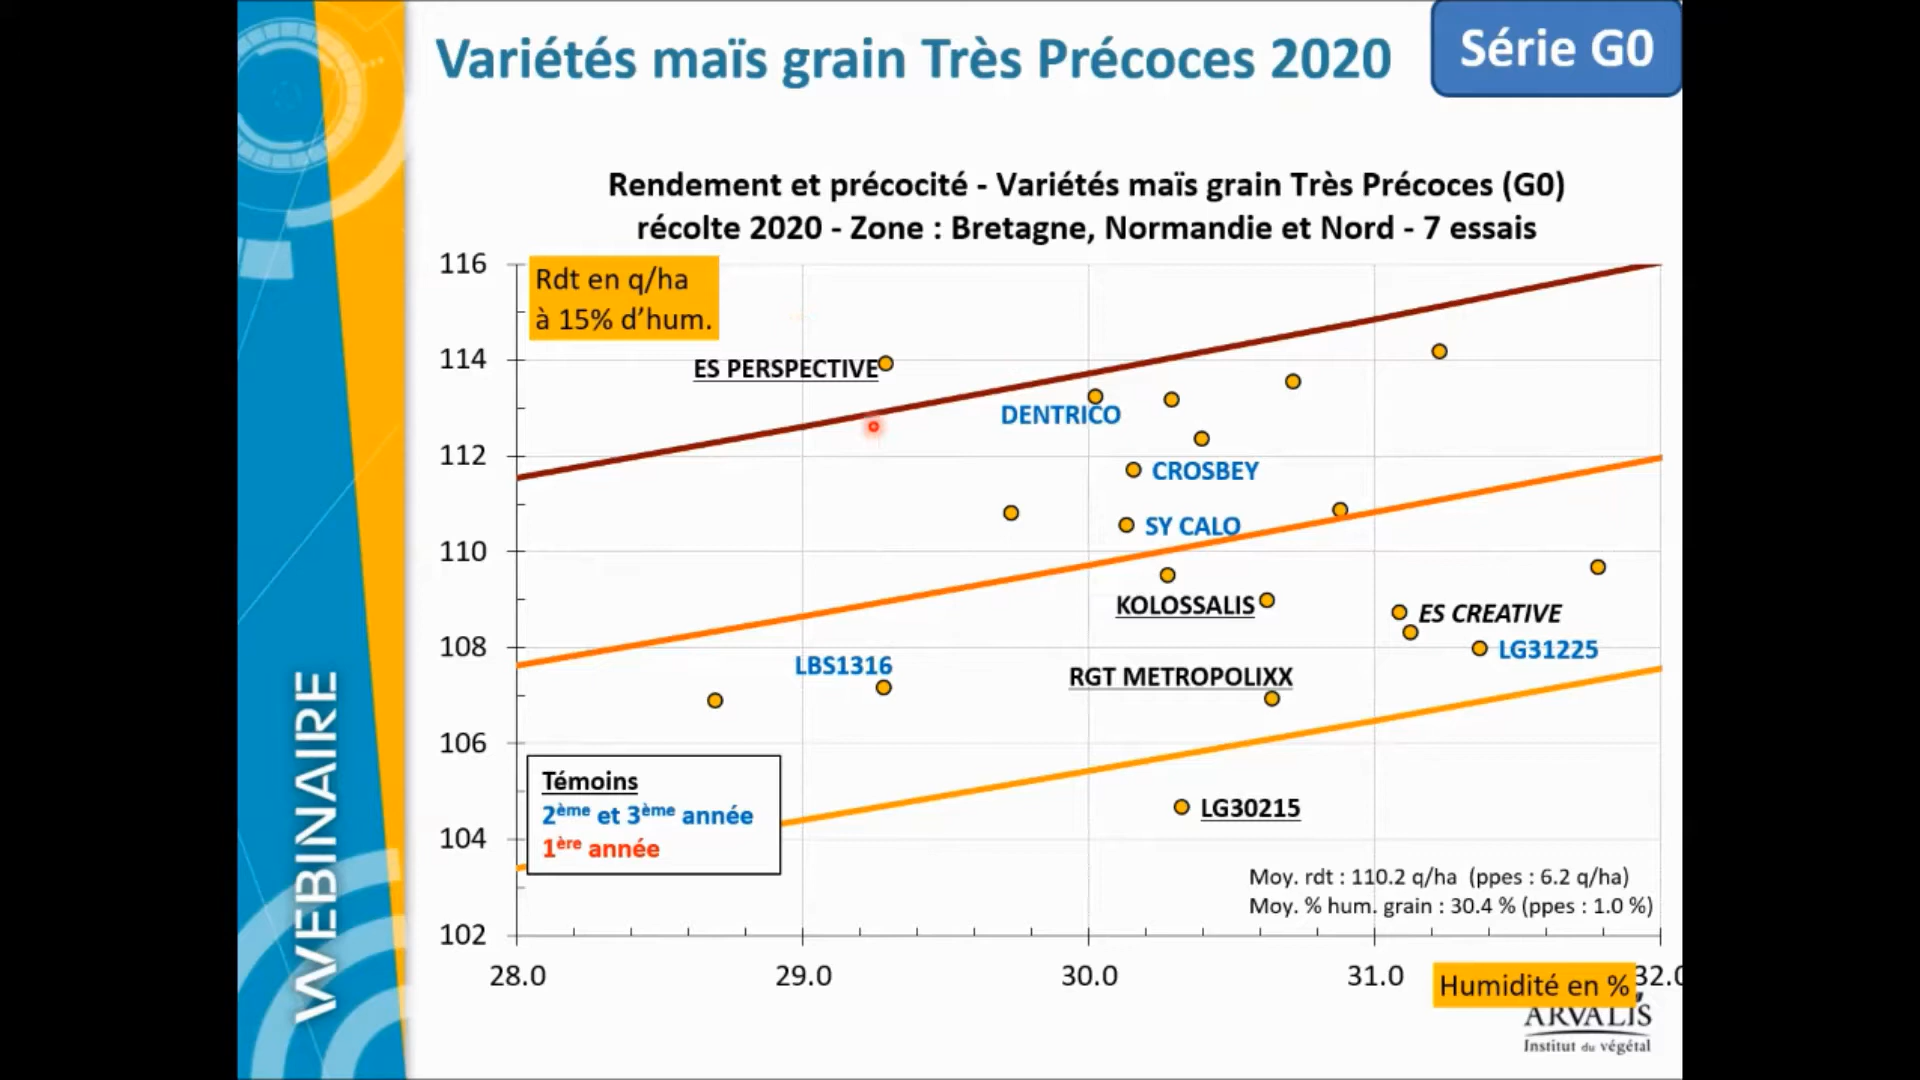 Variétés maïs grain Très Précoces 2020
Série G0
Rendement et précocité - Variétés maïs grain Très Précoces (G0)
récolte 2020 - Zone : Bretagne, Normandie et Nord - 7 essais
116
Rdt en q/ha
à 15% d’hum.
114
ES PERSPECTIVE
DENTRICO
112
CROSBEY
SY CALO
110
KOLOSSALIS
ES CREATIVE
108
LG31225
LBS1316
RGT METROPOLIXX
106
Témoins
2ème et 3ème année
1ère année
LG30215
104
Moy. rdt : 110.2 q/ha (ppes : 6.2 q/ha)
Moy. % hum. grain : 30.4 % (ppes : 1.0 %)
102
28.0 29.0 30.0 31.0 32.0
Humidité en %
ARVALIS
Institut du végétal
WEBINAIRE